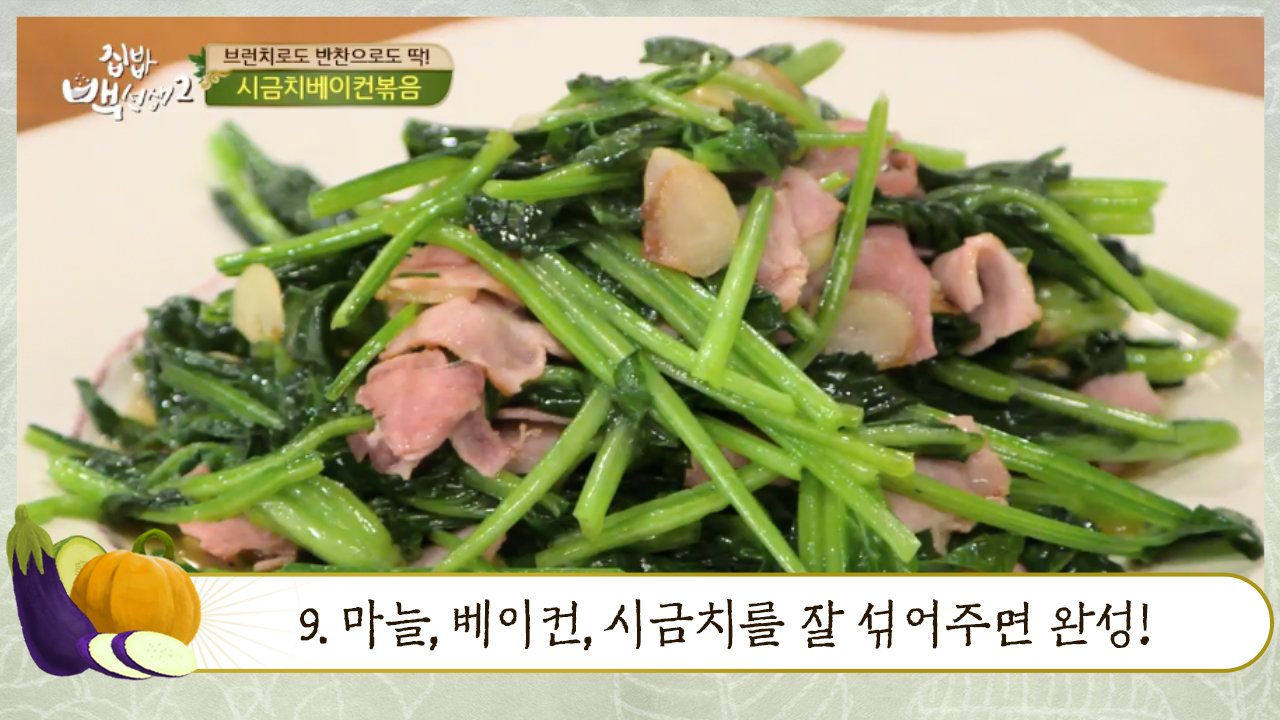 집밥
백선생2
브런치로도 반찬으로도 딱!
시금치베이컨볶음
9. 마늘, 베이컨, 시금치를 잘 섞어주면 완성!